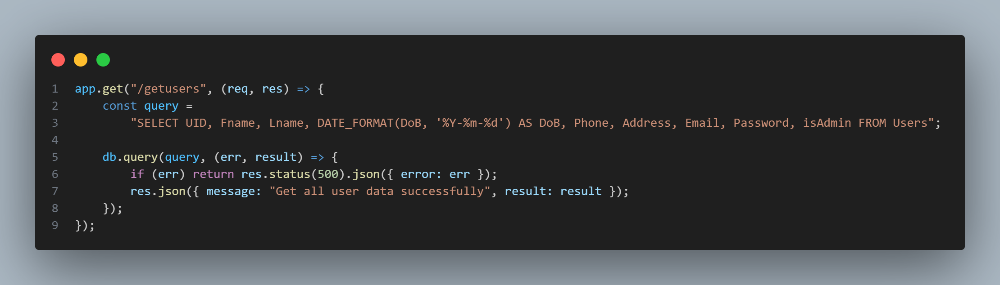 1 app.get("/getusers", (req, res) => {
2     const query =
3         "SELECT UID, Fname, Lname, DATE_FORMAT(DoB, '%Y-%m-%d') AS DoB, Phone, Address, Email, Password, isAdmin FROM Users";
4
5     db.query(query, (err, result) => {
6         if (err) return res.status(500).json({ error: err });
7         res.json({ message: "Get all user data successfully", result: result });
8     });
9 });